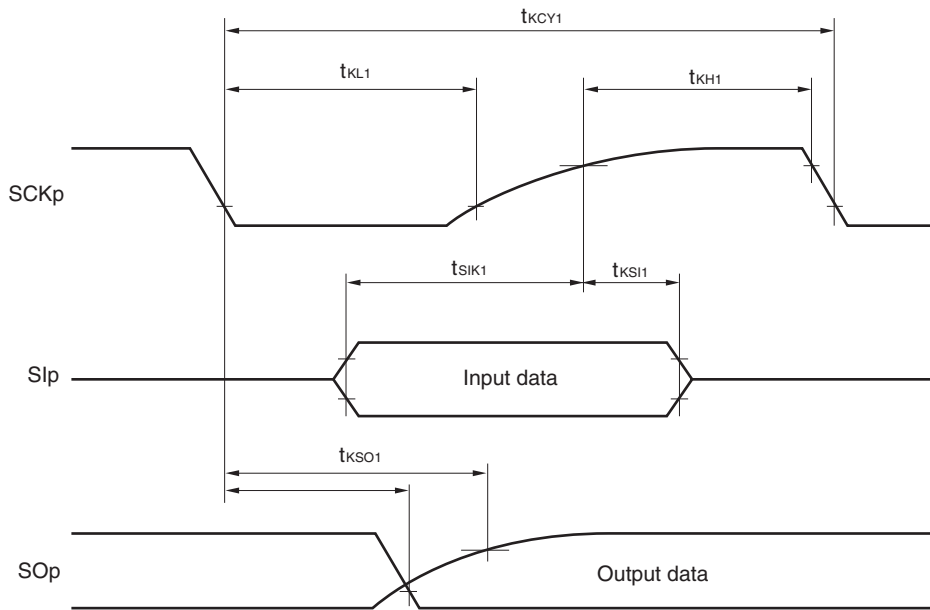 tKCY1
tKL1
tKH1
SCKp
tSIK1
tKSI1
SIp
Input data
tKSO1
SOp
Output data